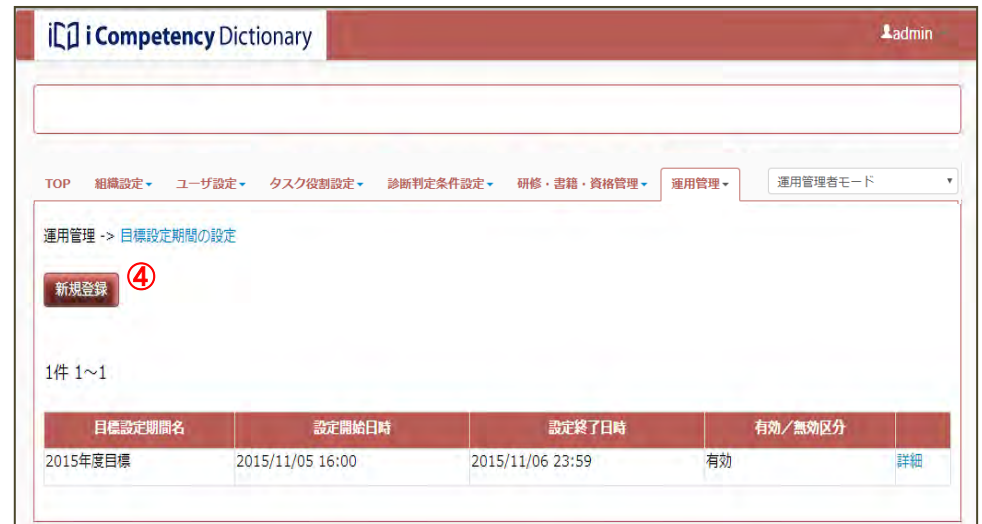 i Competency Dictionary admin
TOP 組織設定 ユーザ設定 タスク役割設定 診断判定条件設定 研修・書籍・資格管理 運用管理 運用管理者モード
運用管理 -> 目標設定期間の設定
新規登録 ④
1件 1～1
目標設定期間名 設定開始日時 設定終了日時 有効／無効区分
2015年度目標 2015/11/05 16:00 2015/11/06 23:59 有効 詳細